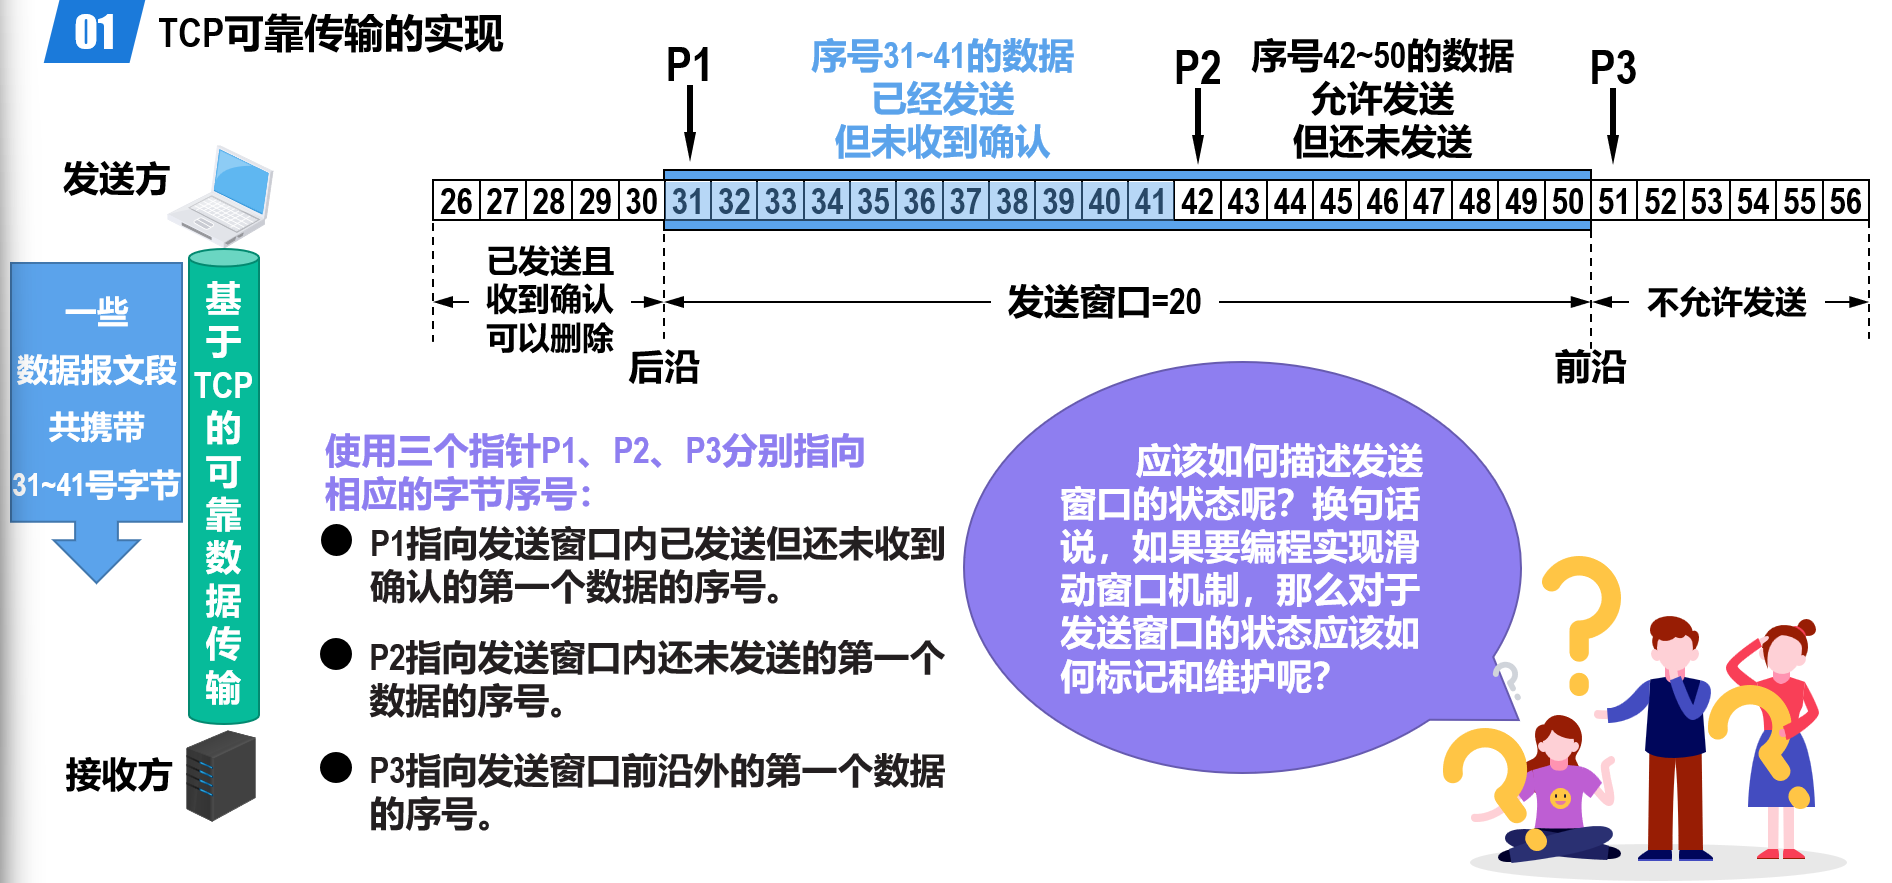 01 TCP可靠传输的实现
P1
序号31~41的数据
已经发送
但未收到确认
P2
序号42~50的数据
允许发送
但还未发送
P3
发送方
26 27 28 29 30 31 32 33 34 35 36 37 38 39 40 41 42 43 44 45 46 47 48 49 50 51 52 53 54 55 56
已发送且
收到确认
可以删除
发送窗口=20
不允许发送
后沿
前沿
一些
数据报文段
共携带
31~41号字节
基
于
TCP
的
可
靠
数
据
传
输
接收方
使用三个指针P1、P2、P3分别指向
相应的字节序号：
P1指向发送窗口内已发送但还未收到
确认的第一个数据的序号。
P2指向发送窗口内还未发送的第一个
数据的序号。
P3指向发送窗口前沿外的第一个数据
的序号。
应该如何描述发送
窗口的状态呢？换句话
说，如果要编程实现滑
动窗口机制，那么对于
发送窗口的状态应该如
何标记和维护呢？